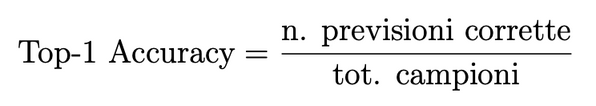 Top-1 Accuracy = n. previsioni corrette
tot. campioni